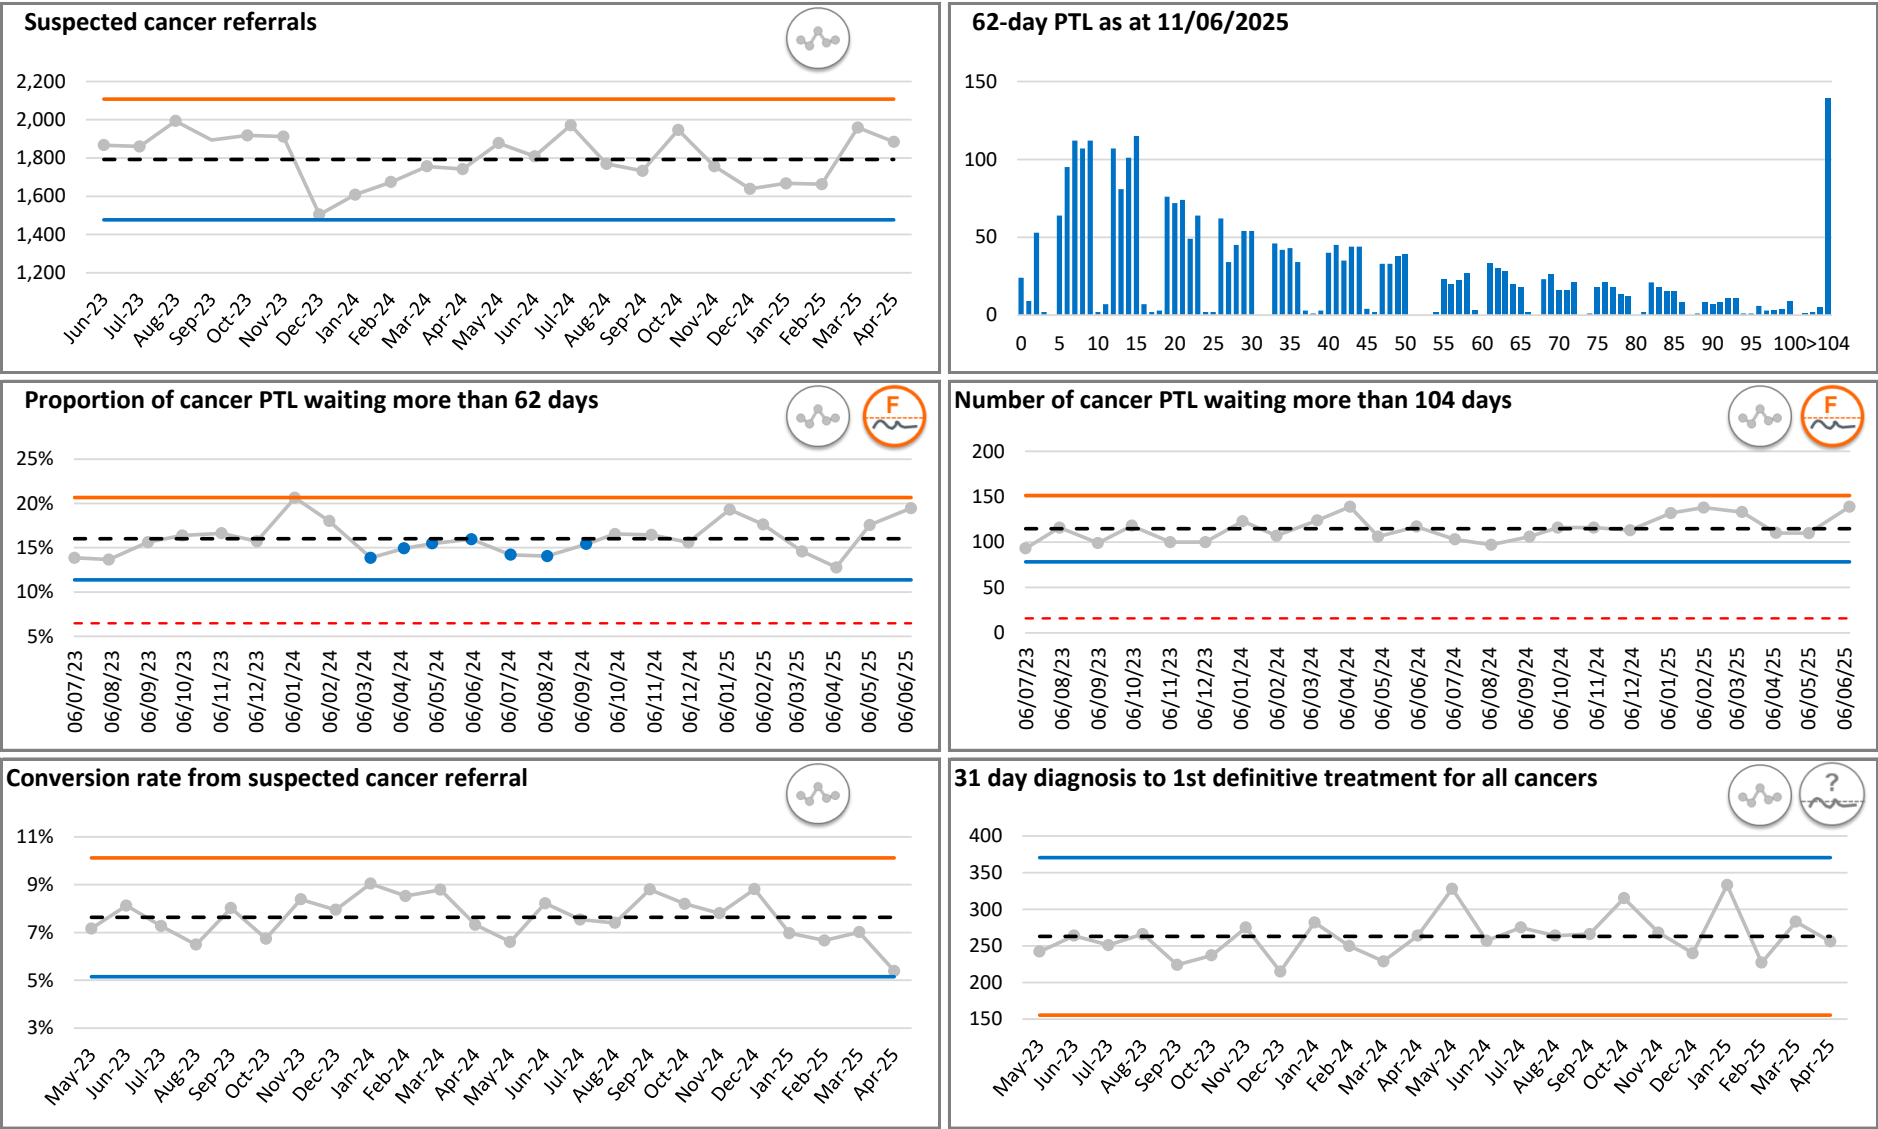 Suspected cancer referrals
2,200
2,000
1,800
1,600
1,400
1,200
Jun-23 Jul-23 Aug-23 Sep-23 Oct-23 Nov-23 Dec-23 Jan-24 Feb-24 Mar-24 Apr-24 May-24 Jun-24 Jul-24 Aug-24 Sep-24 Oct-24 Nov-24 Dec-24 Jan-25 Feb-25 Mar-25 Apr-25
62-day PTL as at 11/06/2025
150
100
50
0
0 5 10 15 20 25 30 35 40 45 50 55 60 65 70 75 80 85 90 95 100 >104
Proportion of cancer PTL waiting more than 62 days
F
25%
20%
15%
10%
5%
06/07/23 06/08/23 06/09/23 06/10/23 06/11/23 06/12/23 06/01/24 06/02/24 06/03/24 06/04/24 06/05/24 06/06/24 06/07/24 06/08/24 06/09/24 06/10/24 06/11/24 06/12/24 06/01/25 06/02/25 06/03/25 06/04/25 06/05/25 06/06/25
Number of cancer PTL waiting more than 104 days
F
200
150
100
50
0
06/07/23 06/08/23 06/09/23 06/10/23 06/11/23 06/12/23 06/01/24 06/02/24 06/03/24 06/04/24 06/05/24 06/06/24 06/07/24 06/08/24 06/09/24 06/10/24 06/11/24 06/12/24 06/01/25 06/02/25 06/03/25 06/04/25 06/05/25 06/06/25
Conversion rate from suspected cancer referral
11%
9%
7%
5%
3%
May-23 Jun-23 Jul-23 Aug-23 Sep-23 Oct-23 Nov-23 Dec-23 Jan-24 Feb-24 Mar-24 Apr-24 May-24 Jun-24 Jul-24 Aug-24 Sep-24 Oct-24 Nov-24 Dec-24 Jan-25 Feb-25 Mar-25 Apr-25
31 day diagnosis to 1st definitive treatment for all cancers
?
400
350
300
250
200
150
May-23 Jun-23 Jul-23 Aug-23 Sep-23 Oct-23 Nov-23 Dec-23 Jan-24 Feb-24 Mar-24 Apr-24 May-24 Jun-24 Jul-24 Aug-24 Sep-24 Oct-24 Nov-24 Dec-24 Jan-25 Feb-25 Mar-25 Apr-25